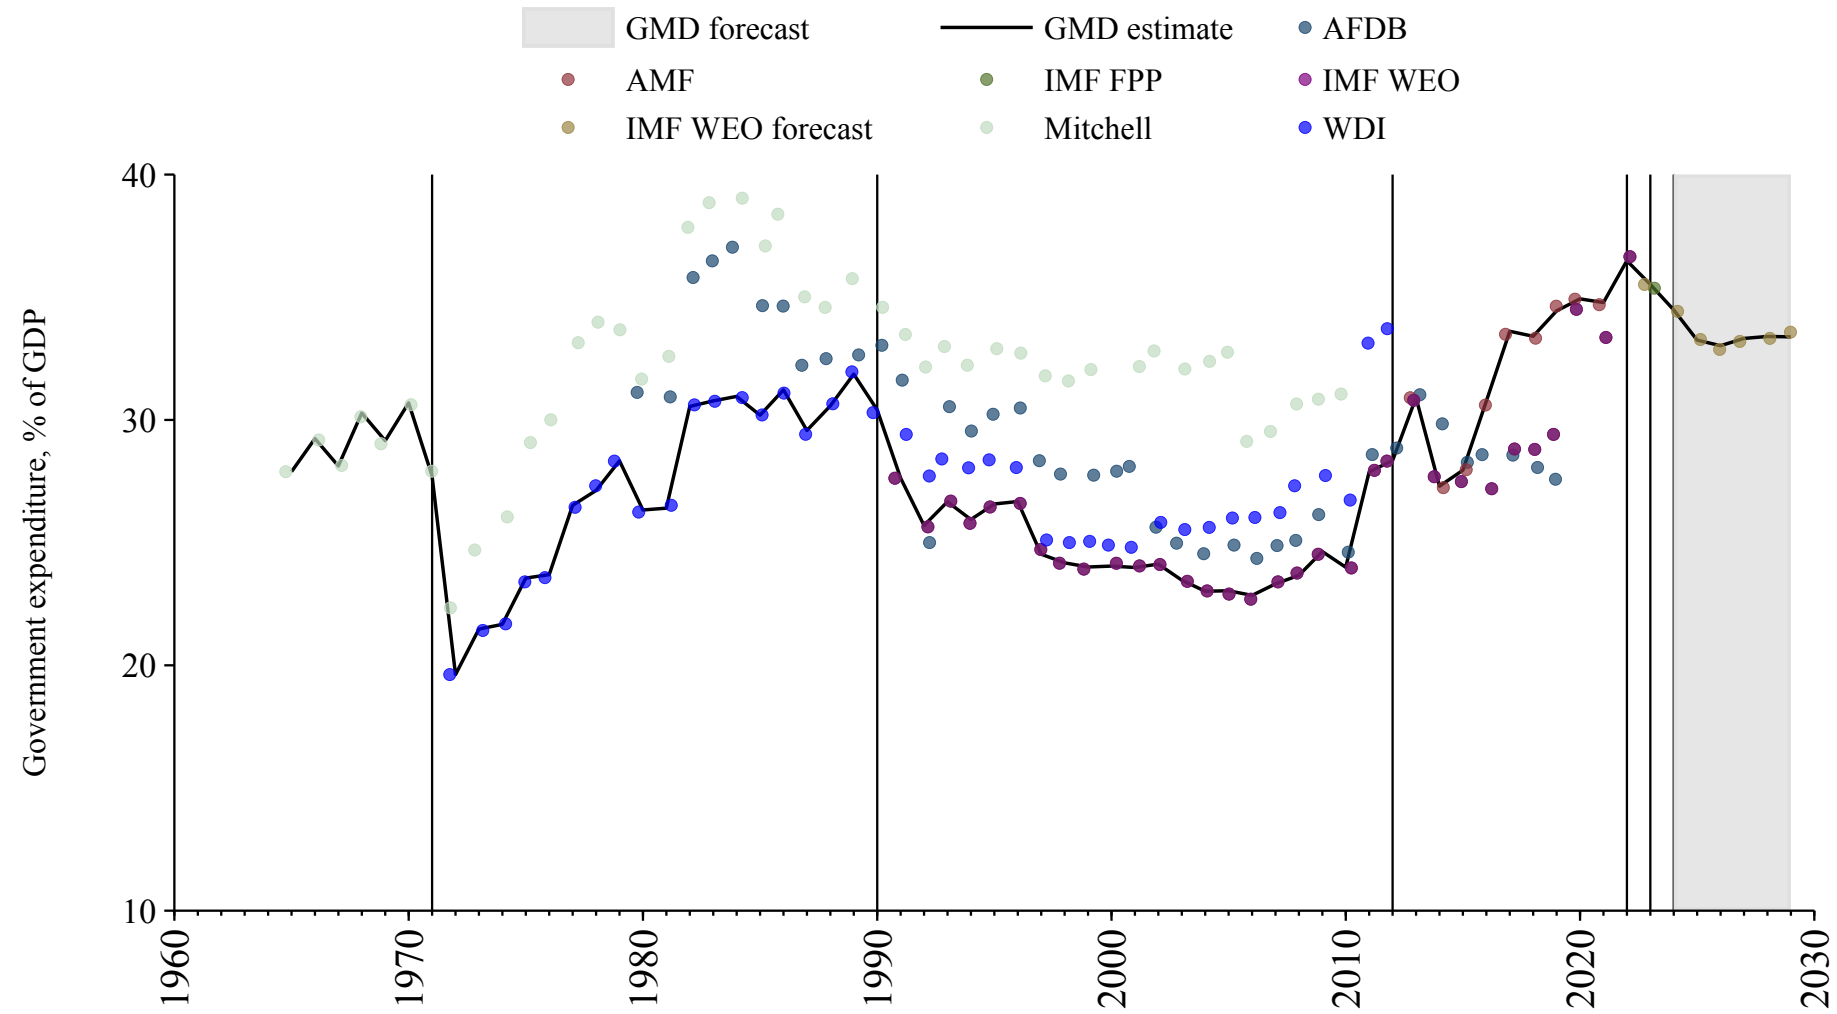 GMD forecast GMD estimate AFDB
AMF IMF FPP IMF WEO
IMF WEO forecast Mitchell WDI
Government expenditure, % of GDP
40
30
20
10
1960 1970 1980 1990 2000 2010 2020 2030